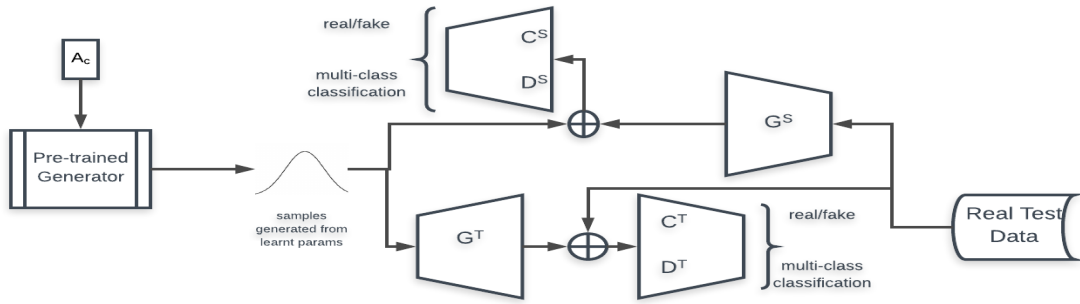 A_c
Pre-trained
Generator
samples
generated from
learnt params
real/fake
multi-class
classification
C^S
D^S
G^S
G^T
C^T
D^T
real/fake
multi-class
classification
Real Test
Data